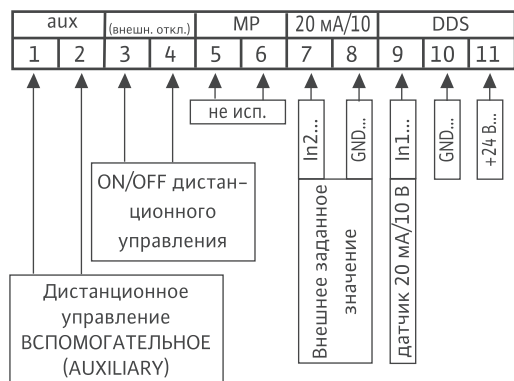 aux (внешн. откл.) MP 20 мА/10 DDS
1 2 3 4 5 6 7 8 9 10 11
не исп.
In2...
GND...
In1...
GND...
+24 В...
ON/OFF дистан-
ционного
управления
Внешнее заданное
значение
датчик 20 мА/10 В
Дистанционное
управление
ВСПОМОГАТЕЛЬНОЕ
(AUXILIARY)